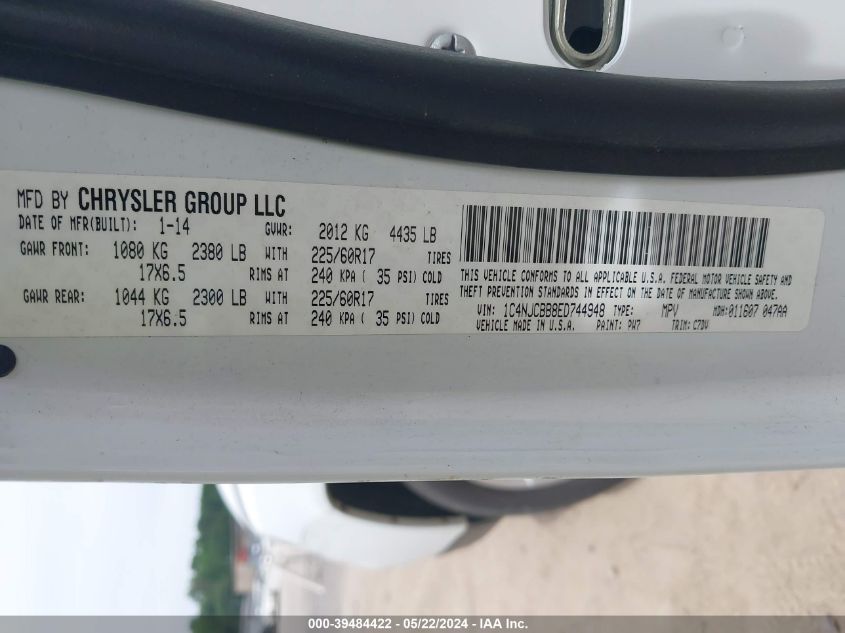 MFD BY CHRYSLER GROUP LLC
DATE OF MFR(BUILT): 1-14 GVWR: 2012 KG 4435 LB
GAWR FRONT: 1080 KG 2380 LB WITH 225/60R17 TIRES
17X6.5 RIMS AT 240 KPA ( 35 PSI) COLD
GAWR REAR: 1044 KG 2300 LB WITH 225/60R17 TIRES
17X6.5 RIMS AT 240 KPA ( 35 PSI) COLD
THIS VEHICLE CONFORMS TO ALL APPLICABLE U.S.A. FEDERAL MOTOR VEHICLE SAFETY AND
THEFT PREVENTION STANDARDS IN EFFECT ON THE DATE OF MANUFACTURE SHOWN ABOVE.
VIN: 1C4NJCBB8ED744948 TYPE: MPV MDH:011607 047AA
VEHICLE MADE IN U.S.A. PAINT: PW7 TRIM: C7DV
000-39484422 - 05/22/2024 - IAA Inc.